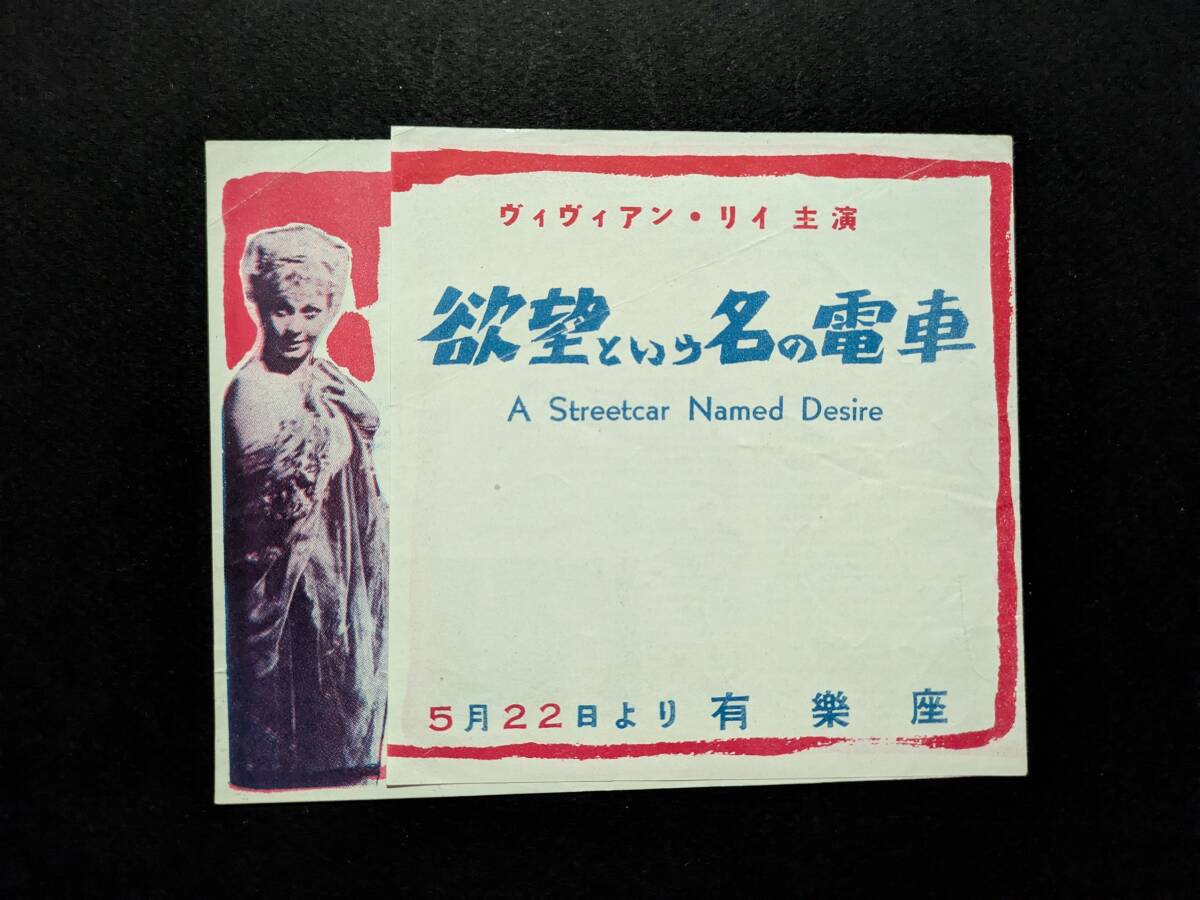 ヴィヴィアン・リイ 主演
欲望という名の電車
A Streetcar Named Desire
5月22日より 有樂座